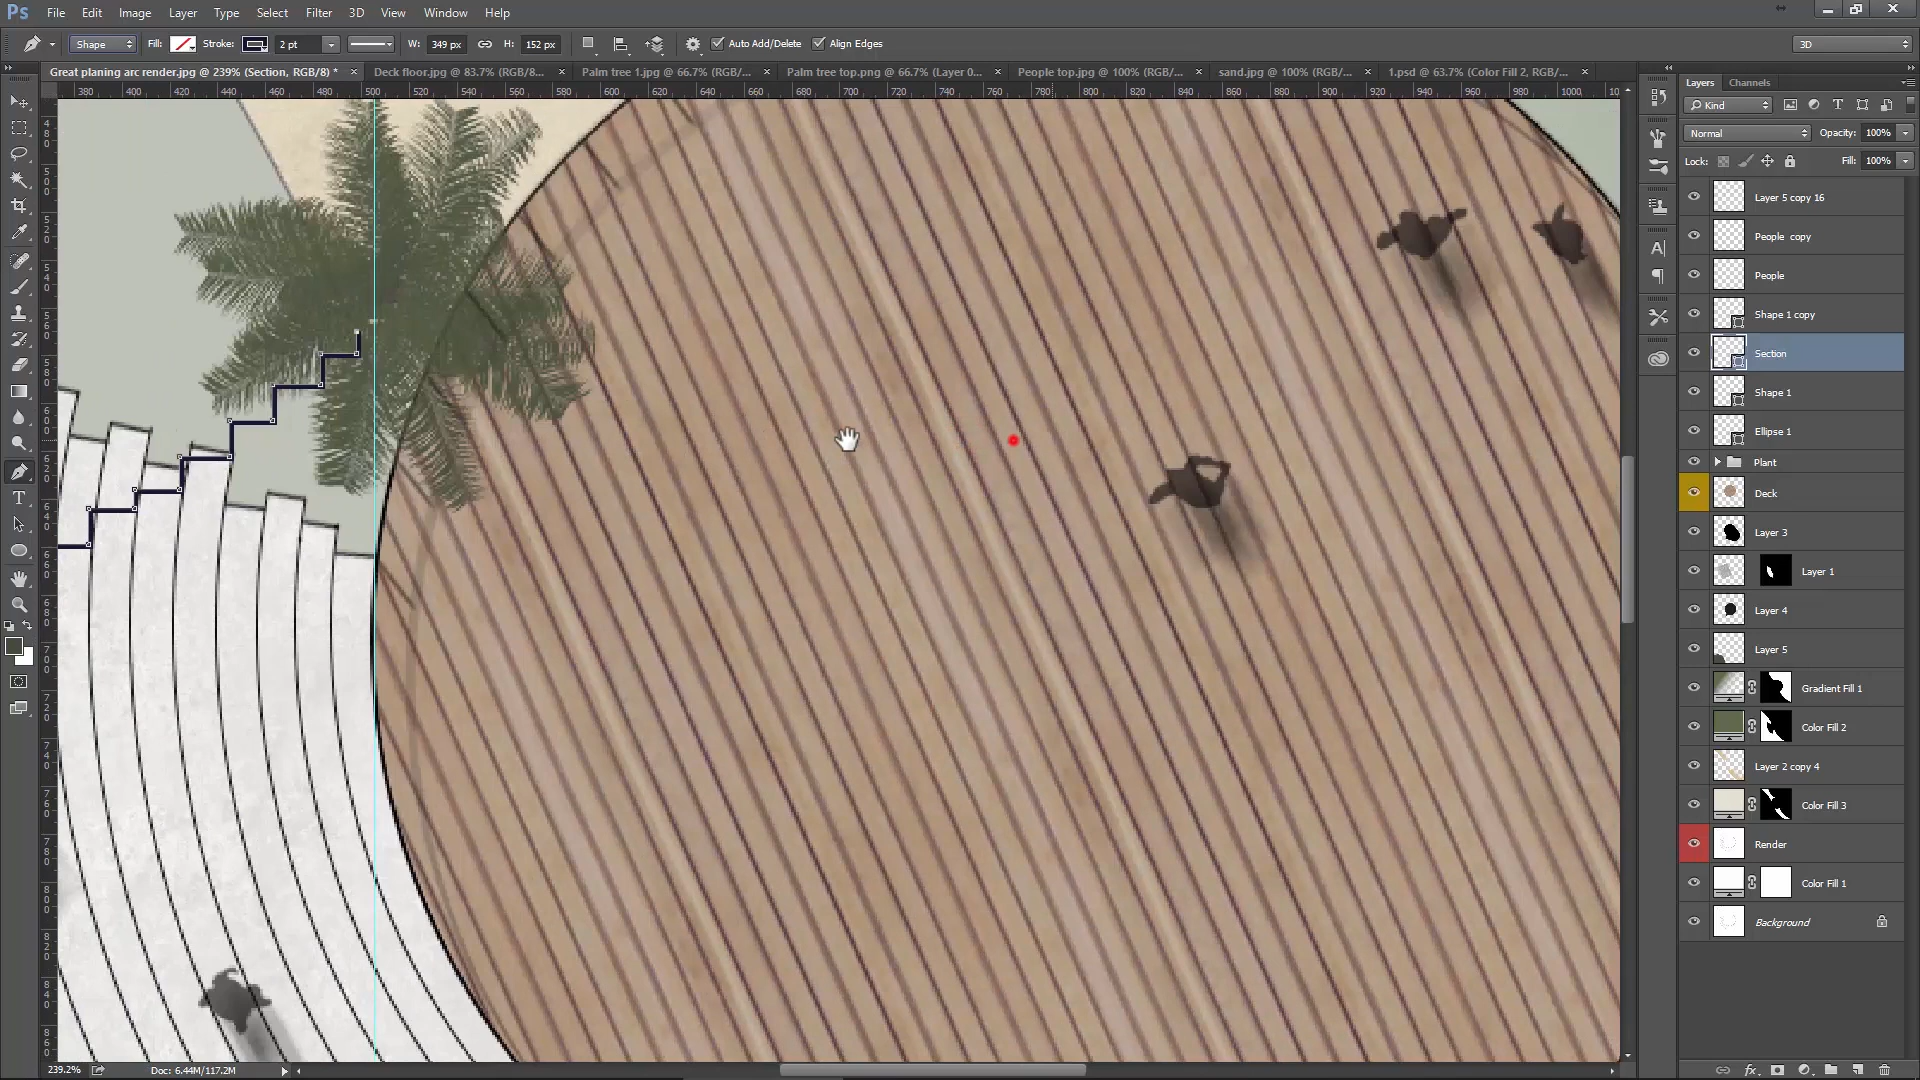 Ps File Edit Image Layer Type Select Filter 3D View Window Help
Shape Fill: Stroke: 2 pt W: 349 px H: 152 px Auto Add/Delete Align Edges 3D
Great planing arc render.jpg @ 239% (Section, RGB/8) * × Deck floor.jpg @ 83.7% (RGB/8... × Palm tree 1.jpg @ 66.7% (RGB/... × Palm tree top.png @ 66.7% (Layer 0... × People top.jpg @ 100% (RGB/... × sand.jpg @ 100% (RGB/... × 1.psd @ 63.7% (Color Fill 2, RGB/... ×
380 400 420 440 460 480 500 520 540 560 580 600 620 640 660 680 700 720 740 760 780 800 820 840 860 880 900 920 940 960 980 1000 10
Layers Channels
Kind
Normal Opacity: 100%
Lock: Fill: 100%
Layer 5 copy 16
People copy
People
Shape 1 copy
Section
Shape 1
Ellipse 1
Plant
Deck
Layer 3
Layer 1
Layer 4
Layer 5
Gradient Fill 1
Color Fill 2
Layer 2 copy 4
Color Fill 3
Render
Color Fill 1
Background
239.2% Doc: 6.44M/117.2M